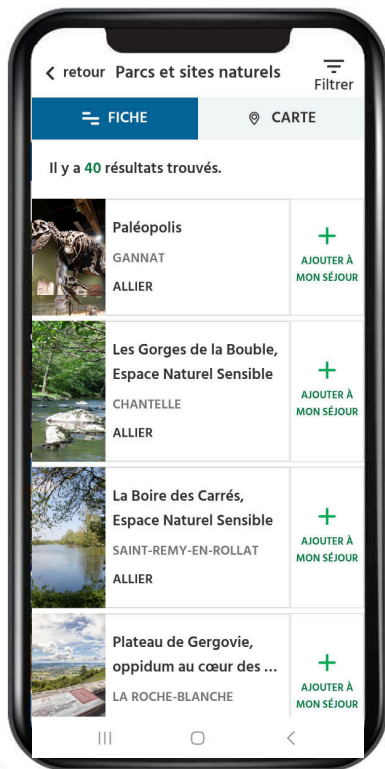 retour Parcs et sites naturels
Filtrer
FICHE
CARTE
Il y a 40 résultats trouvés.
Paléopolis
GANNAT
ALLIER
AJOUTER À
MON SÉJOUR
Les Gorges de la Bouble,
Espace Naturel Sensible
CHANTELLE
ALLIER
AJOUTER À
MON SÉJOUR
La Boire des Carrés,
Espace Naturel Sensible
SAINT-REMY-EN-ROLLAT
ALLIER
AJOUTER À
MON SÉJOUR
Plateau de Gergovie,
oppidum au cœur des ...
LA ROCHE-BLANCHE
AJOUTER À
MON SÉJOUR